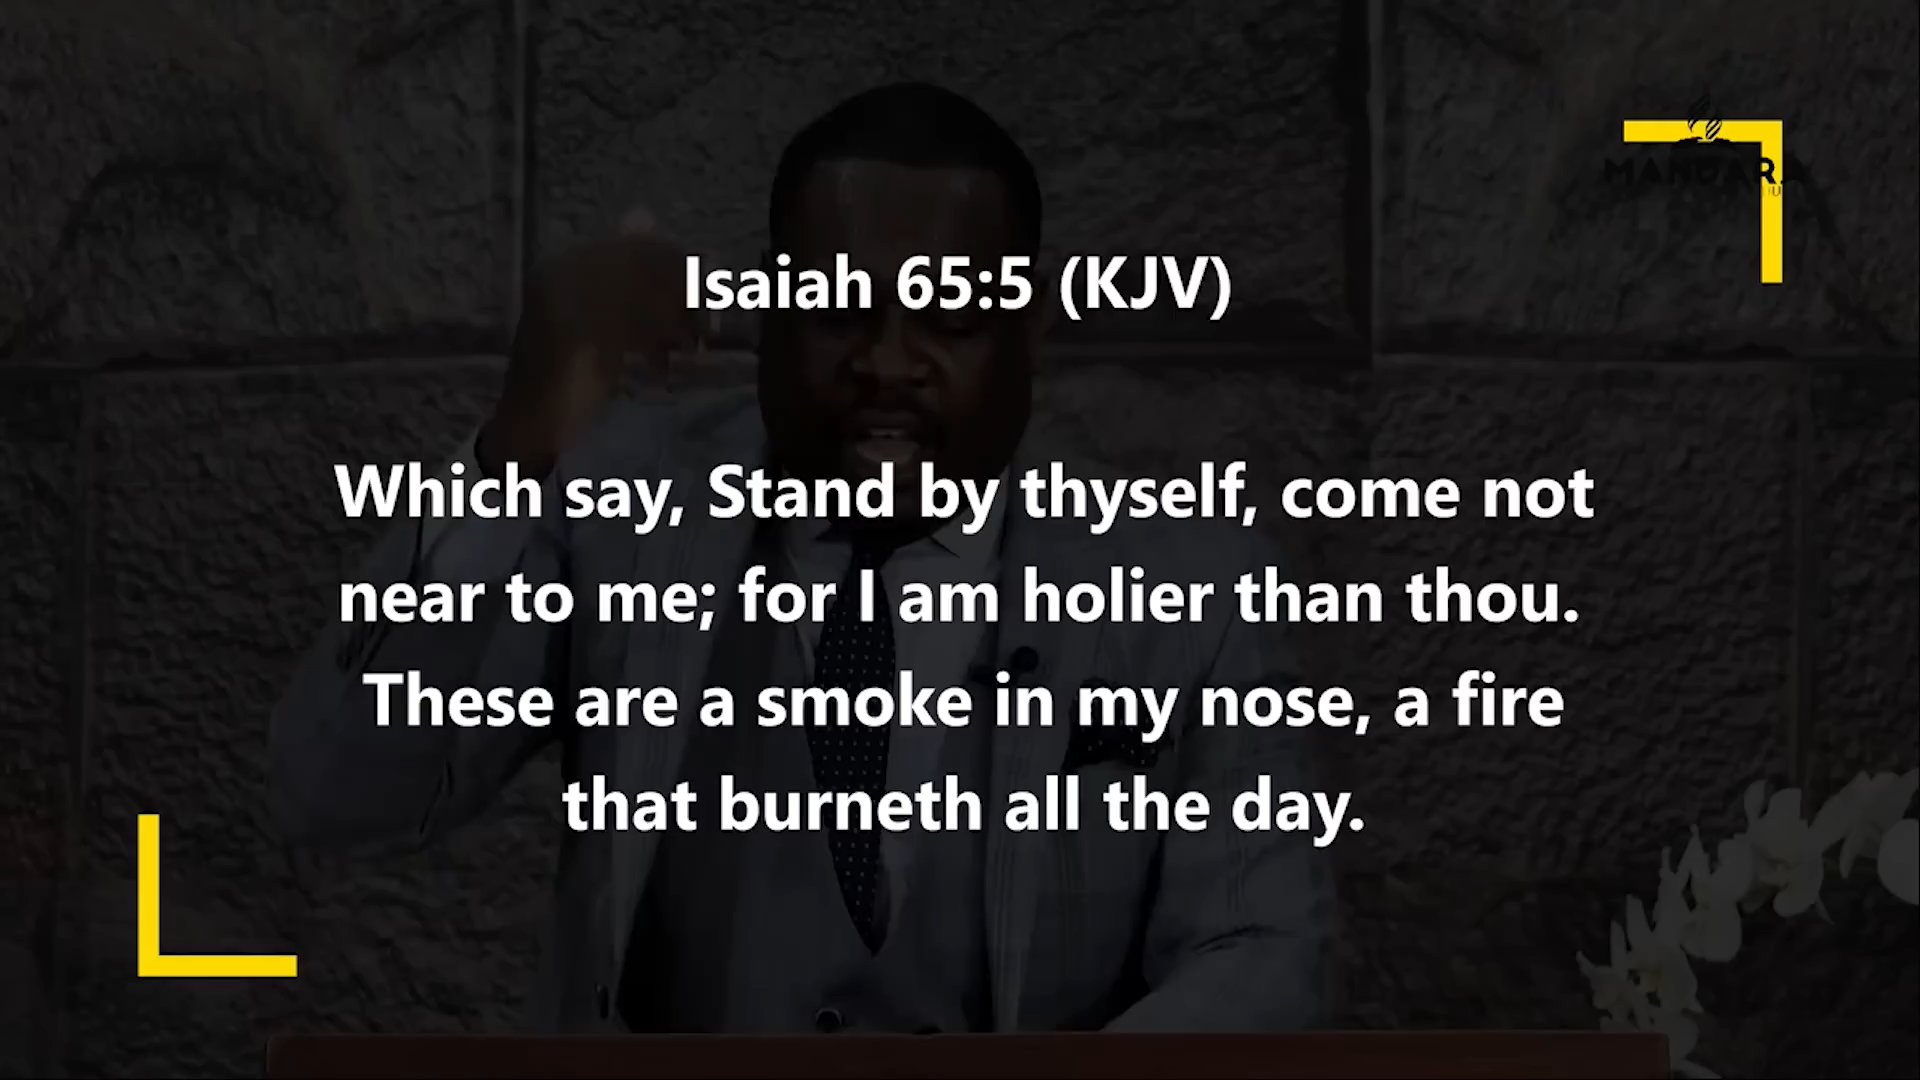 Isaiah 65:5 (KJV)
Which say, Stand by thyself, come not
near to me; for I am holier than thou.
These are a smoke in my nose, a fire
that burneth all the day.